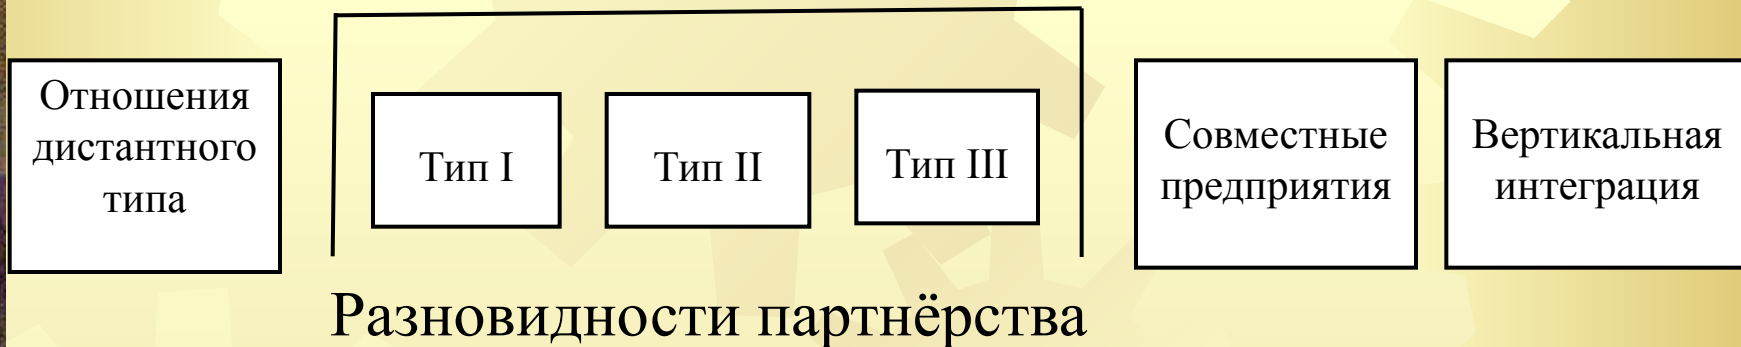 Отношения
дистантного
типа
Тип I
Тип II
Тип III
Совместные
предприятия
Вертикальная
интеграция
Разновидности партнёрства